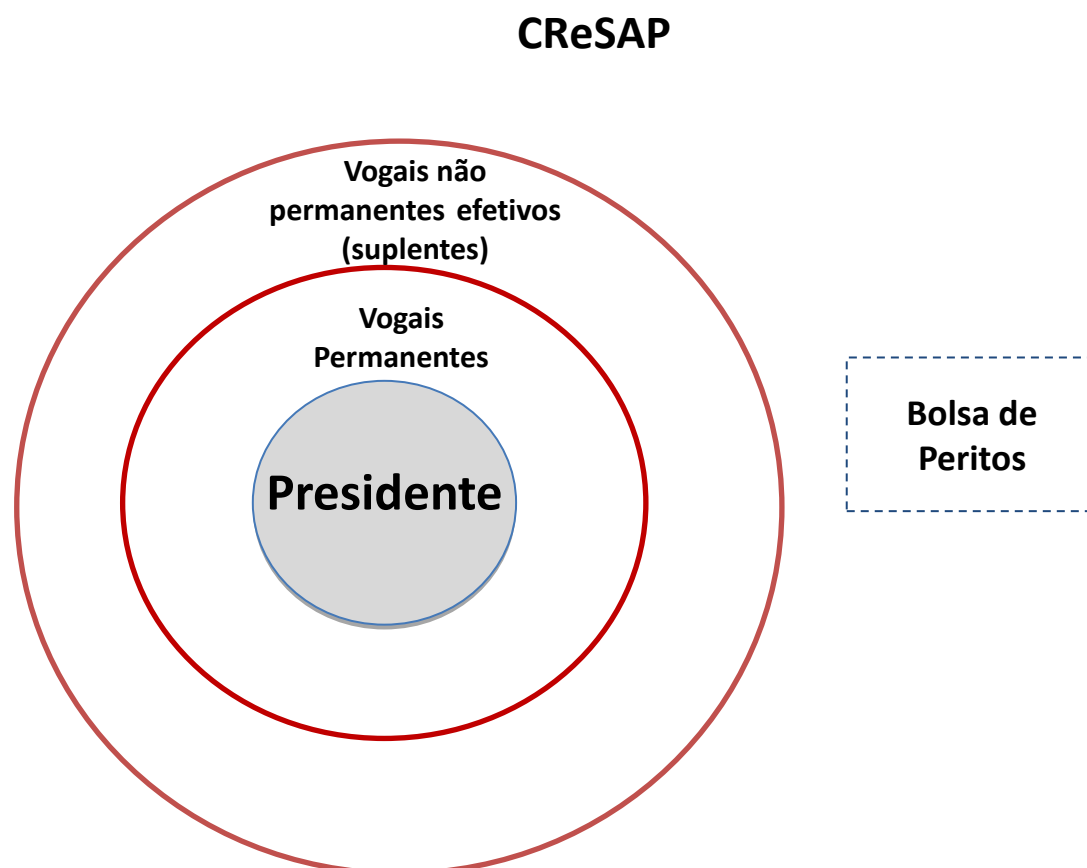 CReSAP
Vogais não
permanentes efetivos
(suplentes)
Vogais
Permanentes
Presidente
Bolsa de
Peritos